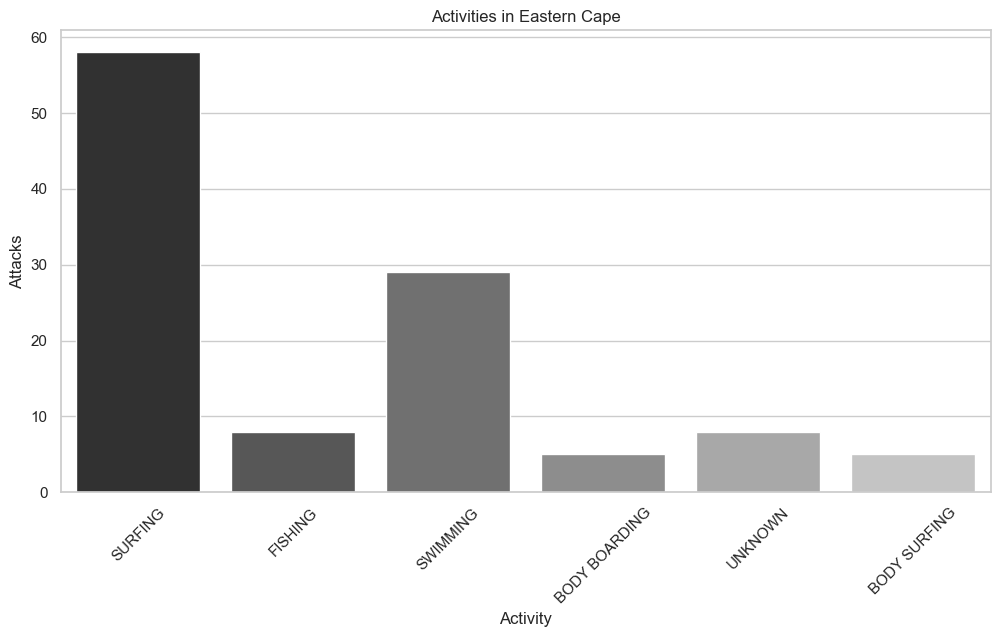 Activities in Eastern Cape
60
50
40
30
20
10
0
Attacks
SURFING
FISHING
SWIMMING
BODY BOARDING
UNKNOWN
BODY SURFING
Activity